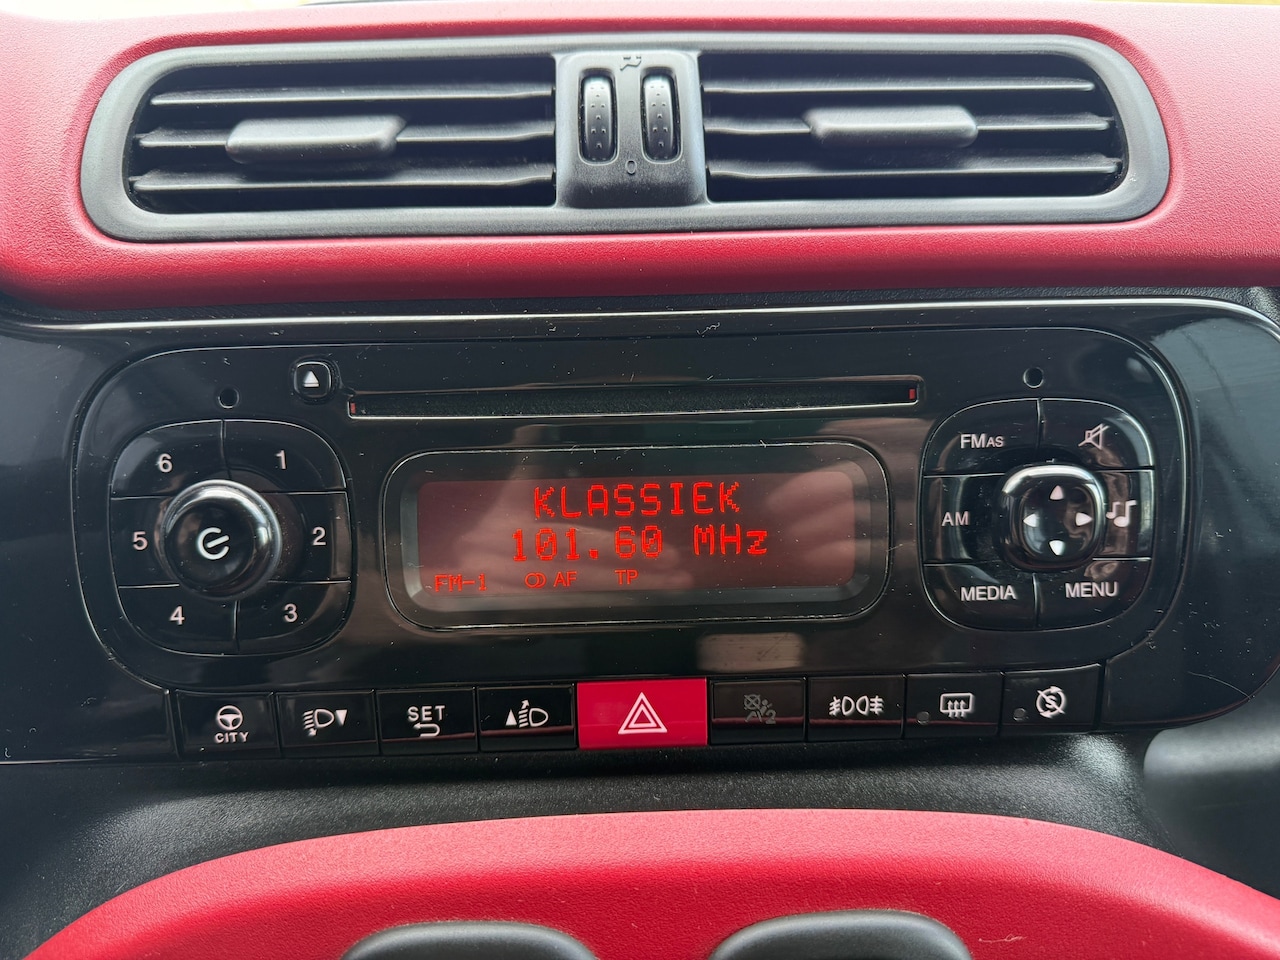 O
6
1
5
2
4
3
KLASSIEK
101.60 MHz
FM-1 AF TP
FMAS
AM
MEDIA
MENU
CITY
SET
2